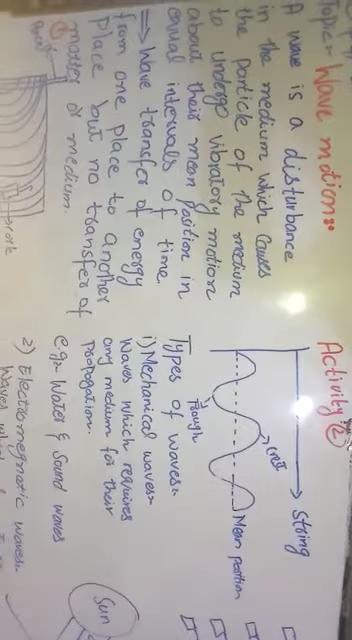 Topic:- Wave motion:
A wave is a disturbance
in the medium which causes
the particle of the medium
to undergo vibratory motion
about their mean position in
equal intervals of time.
=> Wave transfer of energy
from one place to another
place but no transfer of
matter or medium.
Activity 2
String
Crest
Trough
Mean position
Types of waves:-
i) Mechanical waves:-
Waves which requires
any medium for their
propogation.
e.g:- Water & Sound waves
2) Electromegnatic waves:-
Sun